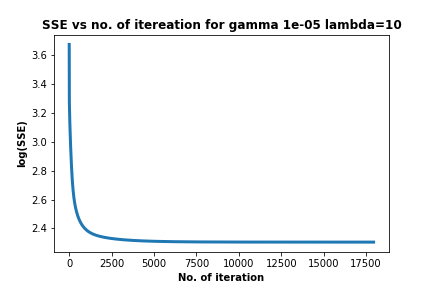 SSE vs no. of itereation for gamma 1e-05 lambda=10
3.6
3.4
3.2
3.0
2.8
2.6
2.4
log(SSE)
0 2500 5000 7500 10000 12500 15000 17500
No. of iteration